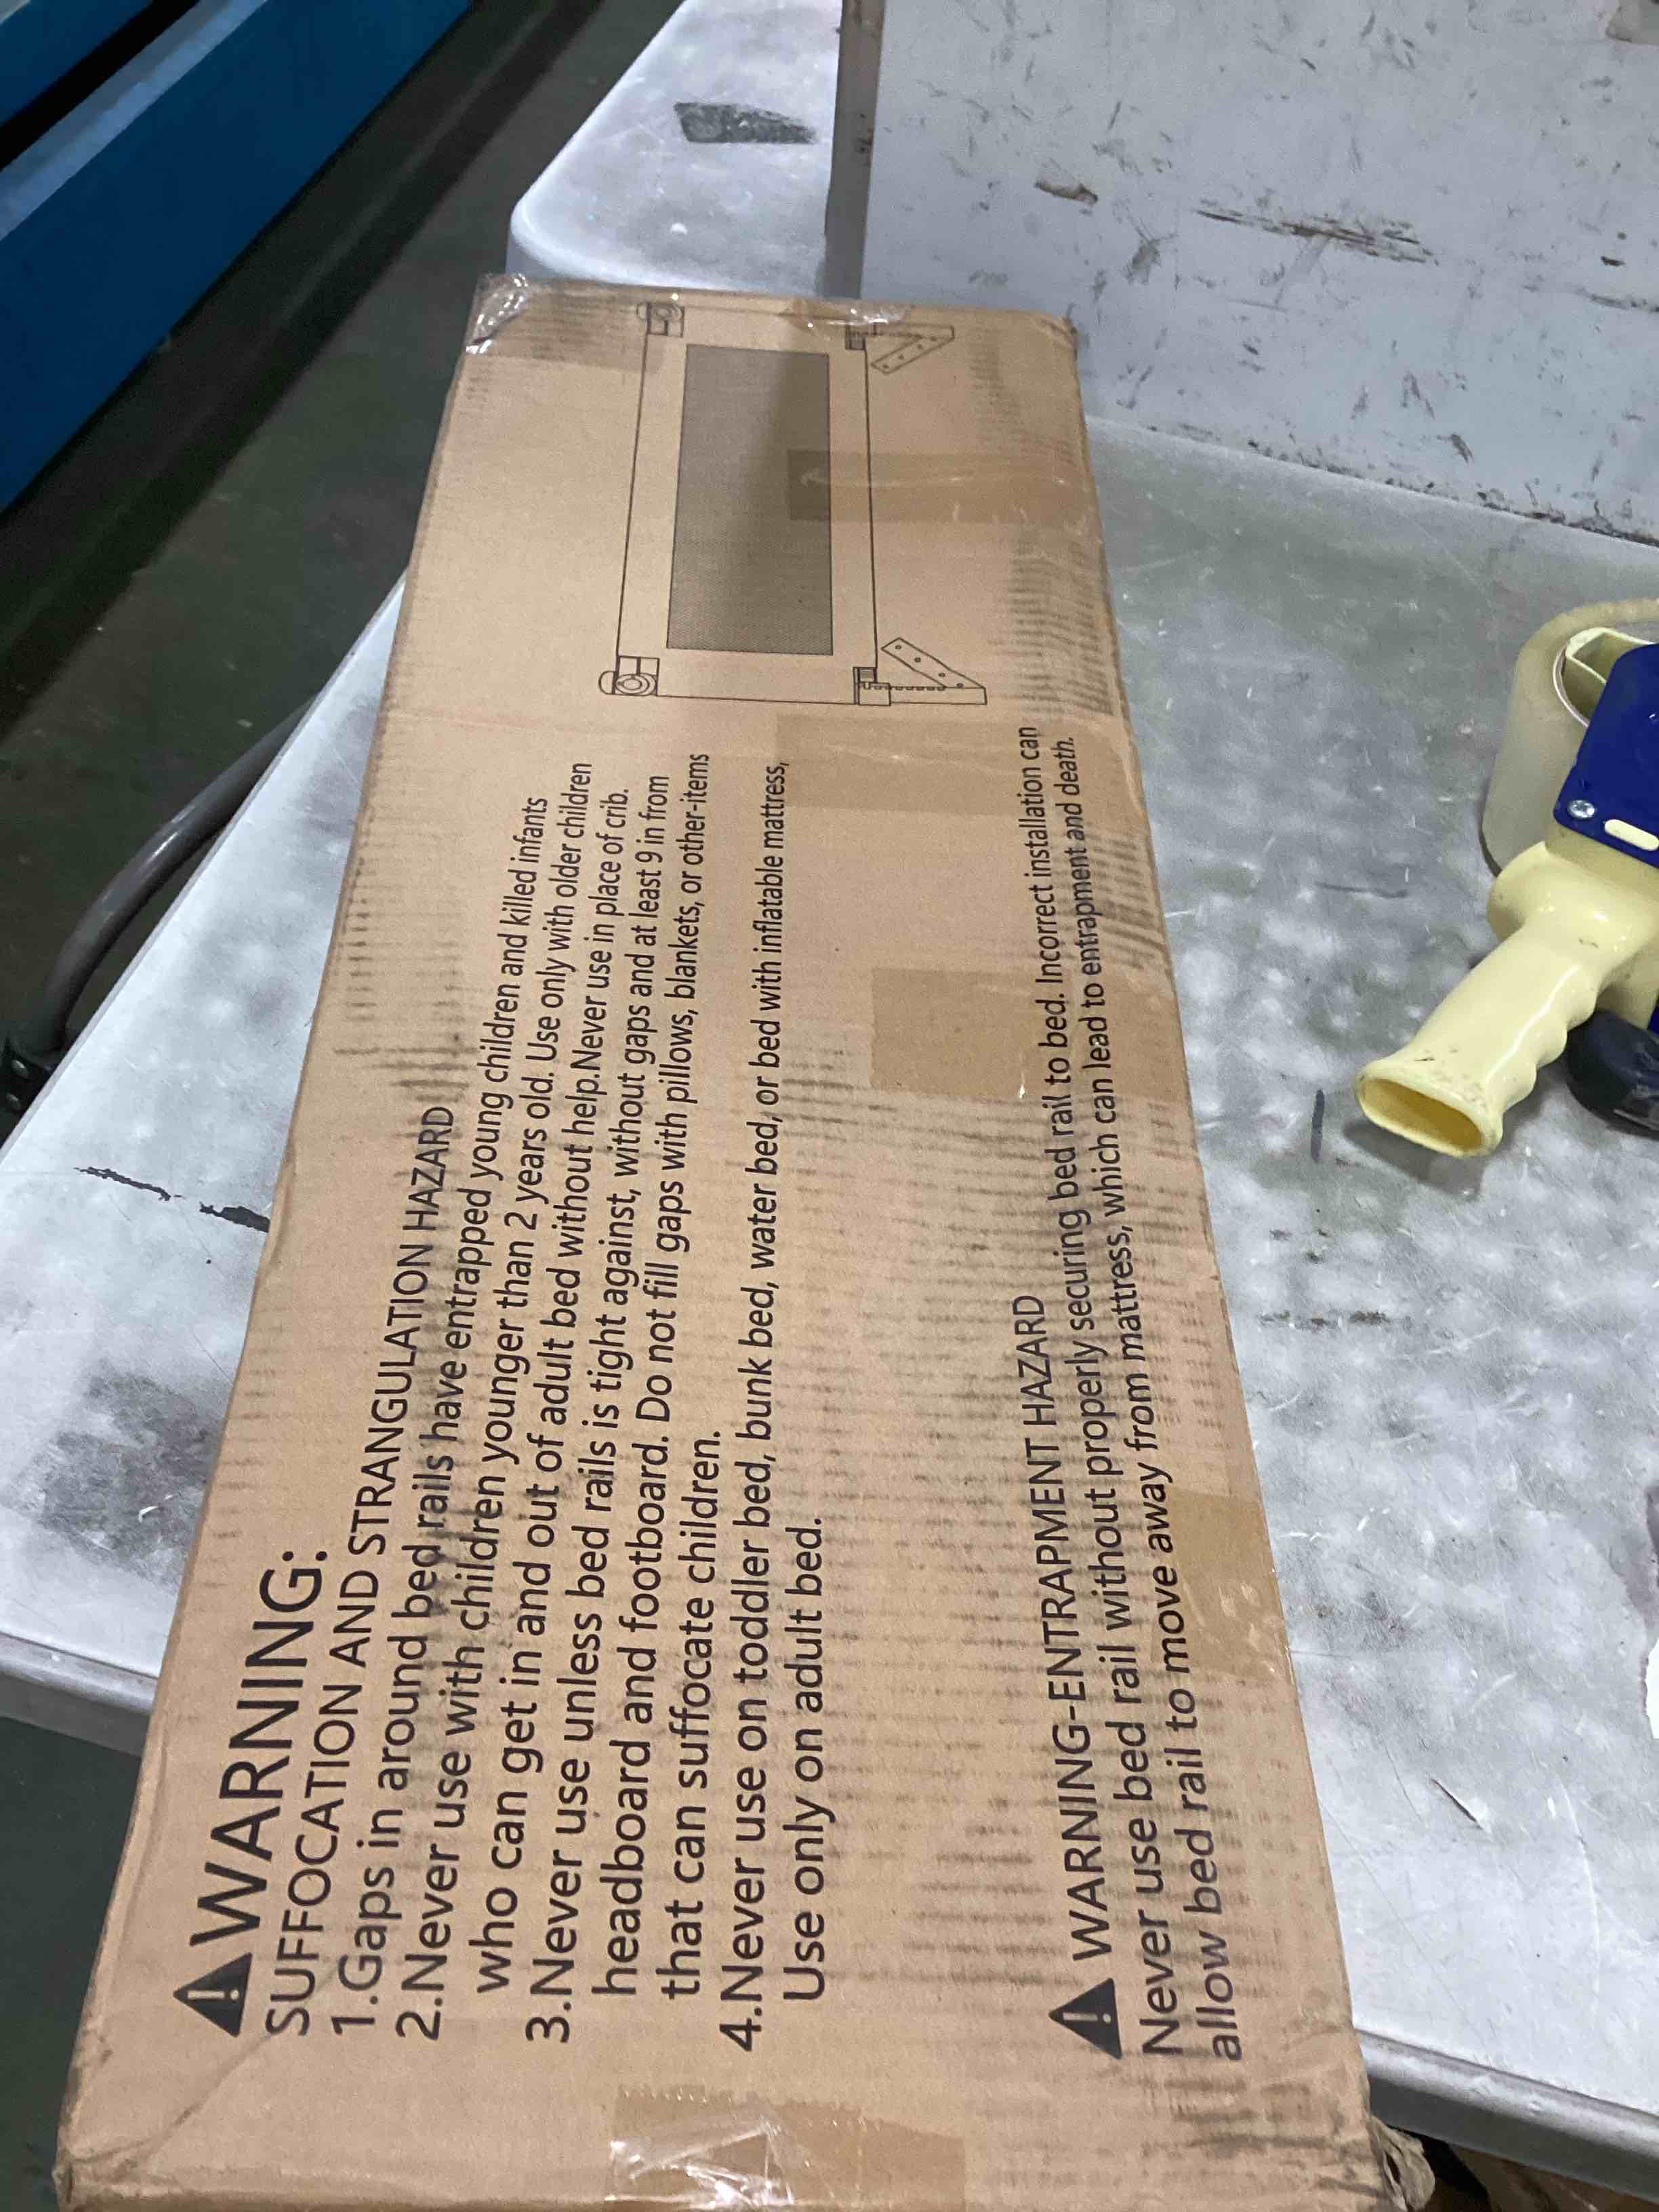 WARNING:
SUFFOCATION AND STRANGULATION HAZARD
1.Gaps in around bed rails have entrapped young children and killed infants
2.Never use with children younger than 2 years old. Use only with older children
who can get in and out of adult bed without help.Never use in place of crib.
3.Never use unless bed rails is tight against, without gaps and at least 9 in from
headboard and footboard. Do not fill gaps with pillows, blankets, or other-items
that can suffocate children.
4.Never use on toddler bed, bunk bed, water bed, or bed with inflatable mattress,
Use only on adult bed.
WARNING-ENTRAPMENT HAZARD
Never use bed rail without properly securing bed rail to bed. Incorrect installation can
allow bed rail to move away from mattress, which can lead to entrapment and death.